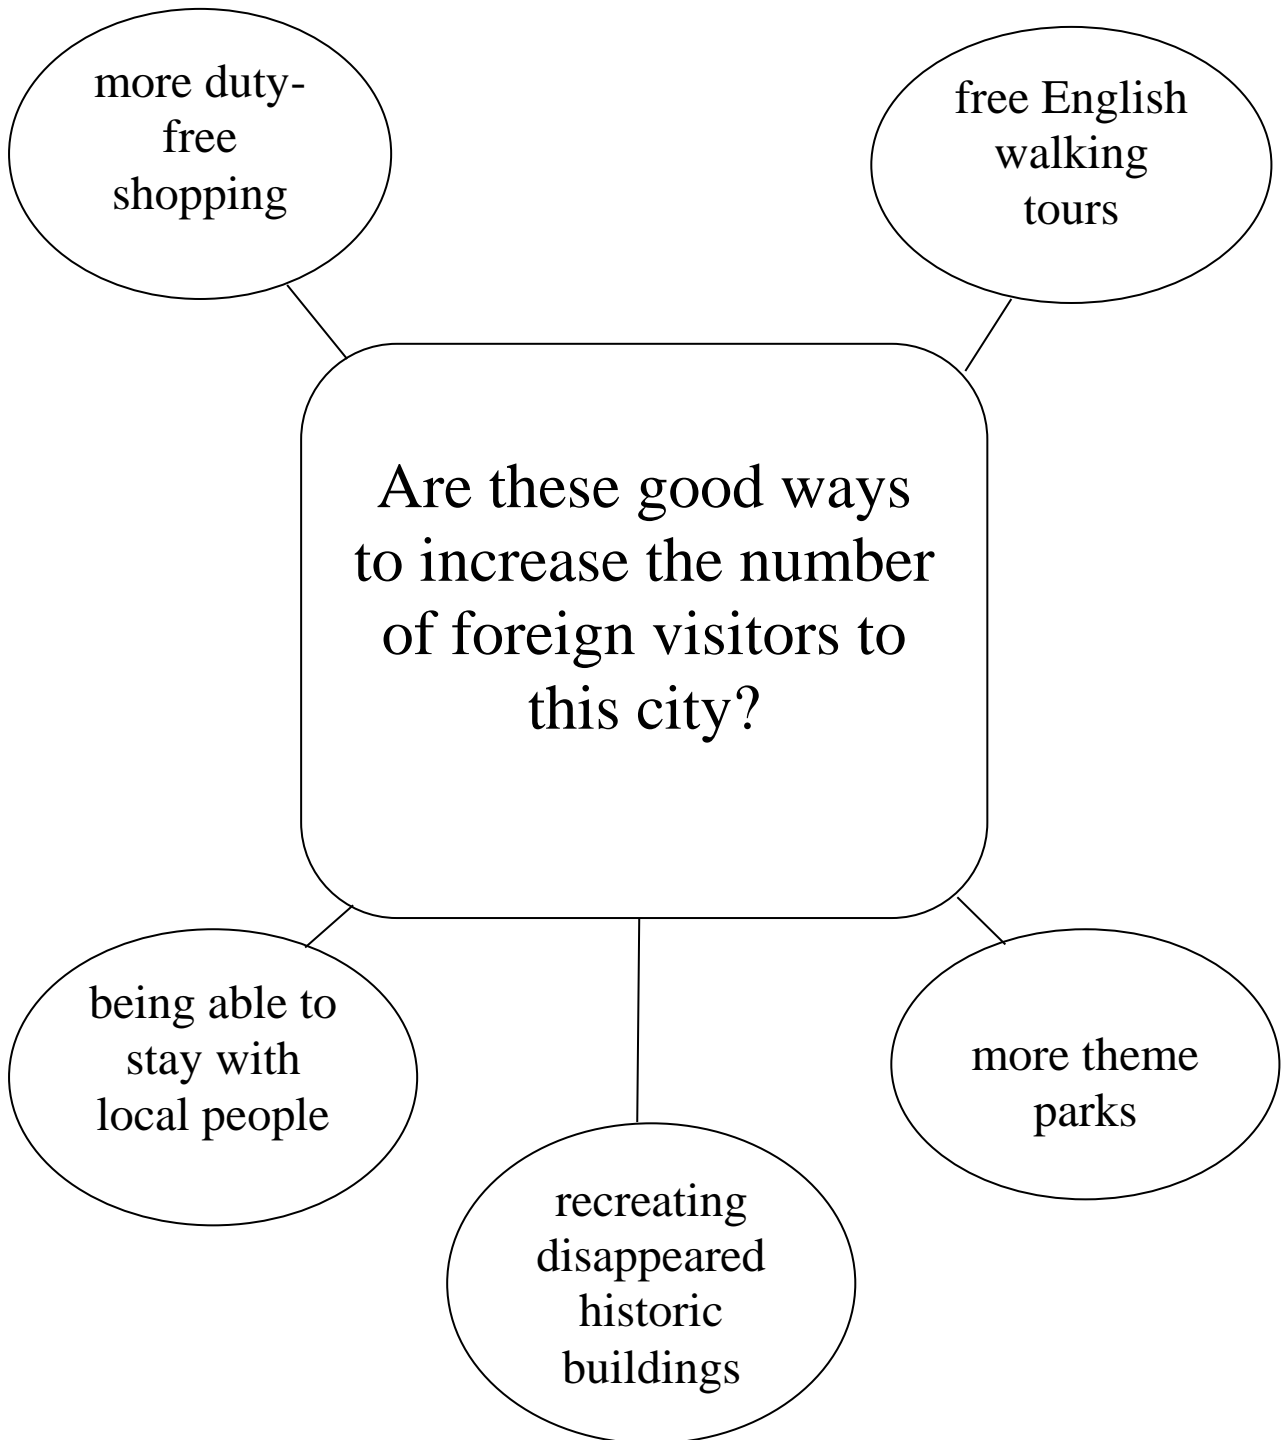 more duty-
free
shopping
free English
walking
tours
Are these good ways
to increase the number
of foreign visitors to
this city?
being able to
stay with
local people
more theme
parks
recreating
disappeared
historic
buildings